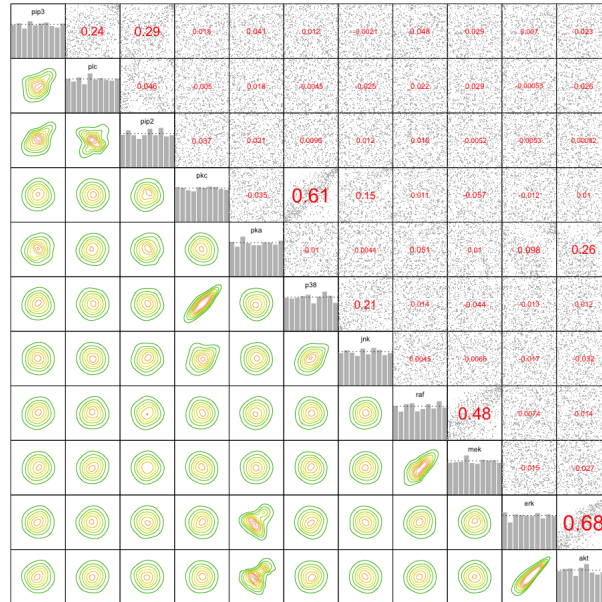 pip3
0.24 0.29 0.016 0.041 0.012 -0.0021 0.048 0.029 0.007 0.023
plc
0.046 -0.005 0.018 -0.0045 -0.025 0.022 0.029 -0.00053 -0.026
pip2
0.037 0.021 0.0096 0.012 0.016 -0.0052 -0.0053
pkc
-0.035 0.61 0.15 0.011 -0.057 -0.012 0.01
pka
-0.01 0.0044 0.051 0.01 0.098 0.26
p38
0.21 0.014 -0.044 -0.013 0.012
jnk
0.0045 -0.0066 -0.017 -0.032
raf
0.48 0.0074 0.014
mek
-0.015 -0.027
erk
0.68
akt